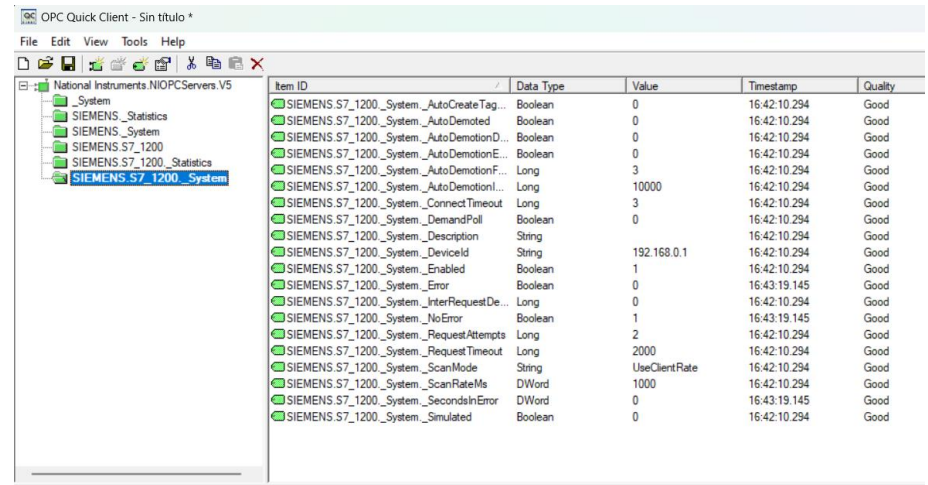 OPC Quick Client - Sin título *
File Edit View Tools Help
National Instruments.NIOPCServers.V5
_System
SIEMENS._Statistics
SIEMENS._System
SIEMENS.S7_1200
SIEMENS.S7_1200._Statistics
SIEMENS.S7_1200._System
Item ID Data Type Value Timestamp Quality
SIEMENS.S7_1200._System._AutoCreateTag... Boolean 0 16:42:10.294 Good
SIEMENS.S7_1200._System._AutoDemoted Boolean 0 16:42:10.294 Good
SIEMENS.S7_1200._System._AutoDemotionD... Boolean 0 16:42:10.294 Good
SIEMENS.S7_1200._System._AutoDemotionE... Boolean 0 16:42:10.294 Good
SIEMENS.S7_1200._System._AutoDemotionF... Long 3 16:42:10.294 Good
SIEMENS.S7_1200._System._AutoDemotionI... Long 10000 16:42:10.294 Good
SIEMENS.S7_1200._System._ConnectTimeout Long 3 16:42:10.294 Good
SIEMENS.S7_1200._System._DemandPoll Boolean 0 16:42:10.294 Good
SIEMENS.S7_1200._System._Description String 16:42:10.294 Good
SIEMENS.S7_1200._System._DeviceId String 192.168.0.1 16:42:10.294 Good
SIEMENS.S7_1200._System._Enabled Boolean 1 16:42:10.294 Good
SIEMENS.S7_1200._System._Error Boolean 0 16:43:19.145 Good
SIEMENS.S7_1200._System._InterRequestDe... Long 0 16:42:10.294 Good
SIEMENS.S7_1200._System._NoError Boolean 1 16:43:19.145 Good
SIEMENS.S7_1200._System._RequestAttempts Long 2 16:42:10.294 Good
SIEMENS.S7_1200._System._RequestTimeout Long 2000 16:42:10.294 Good
SIEMENS.S7_1200._System._ScanMode String UseClientRate 16:42:10.294 Good
SIEMENS.S7_1200._System._ScanRateMs DWord 1000 16:42:10.294 Good
SIEMENS.S7_1200._System._SecondsInError DWord 0 16:43:19.145 Good
SIEMENS.S7_1200._System._Simulated Boolean 0 16:42:10.294 Good